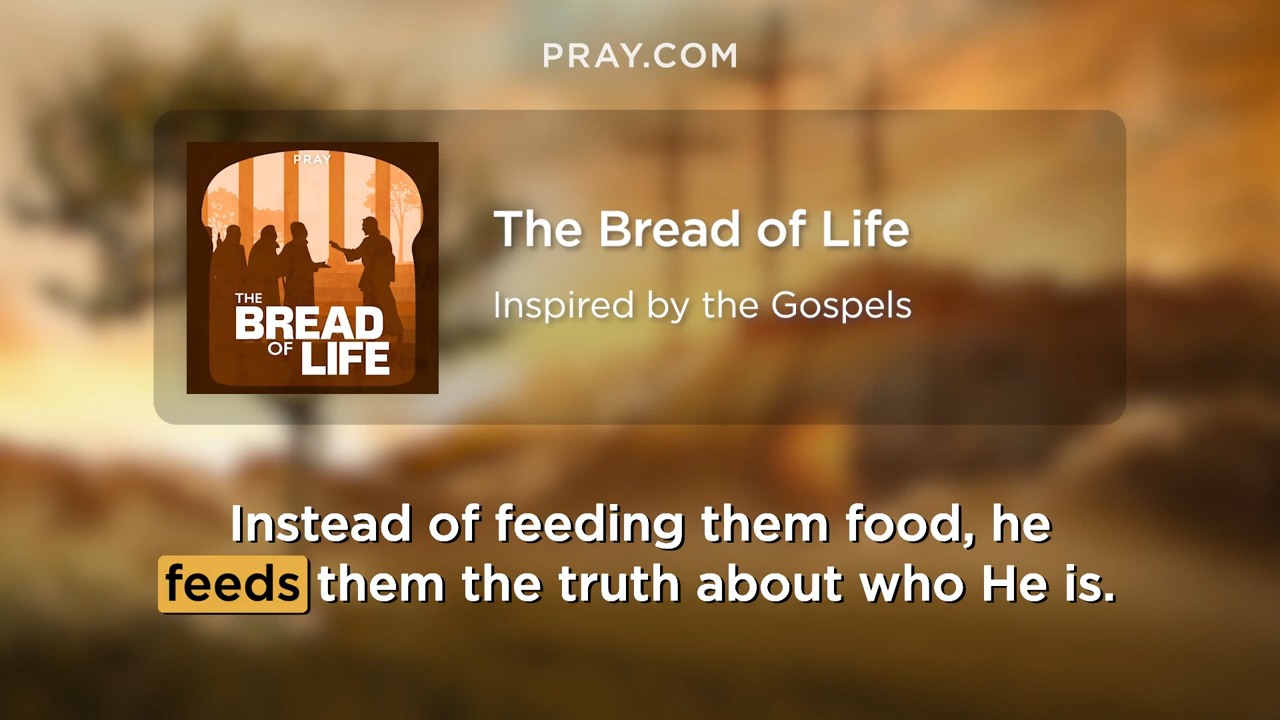 PRAY.COM
PRAY
THE
BREAD
OF LIFE
The Bread of Life
Inspired by the Gospels
Instead of feeding them food, he
feeds them the truth about who He is.